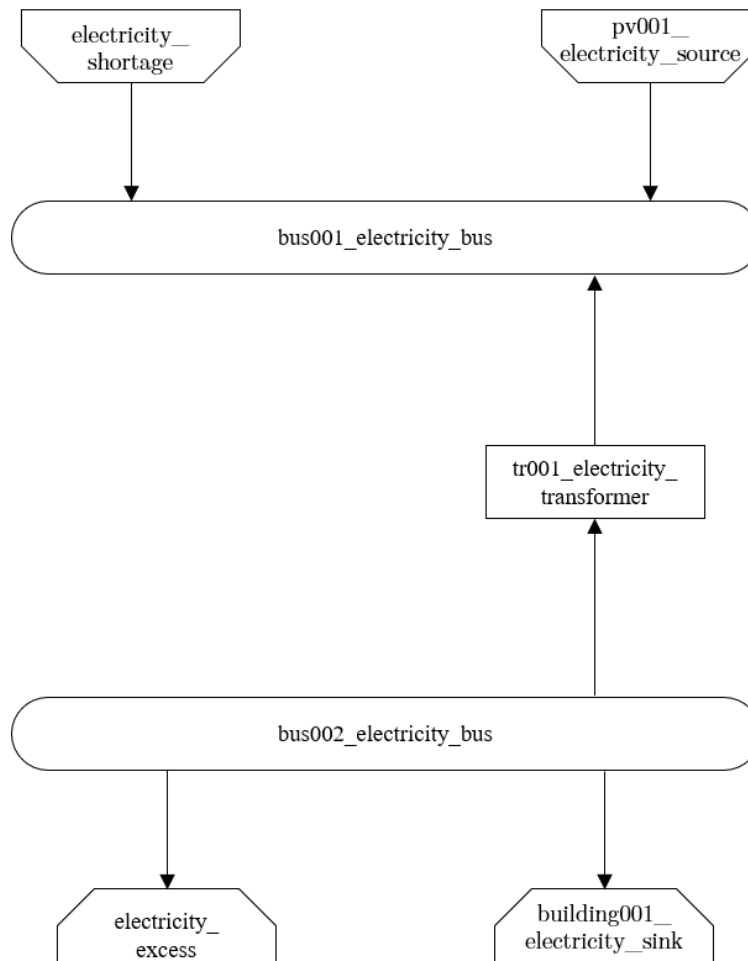 electricity_
shortage
pv001_
electricity_source
bus001_electricity_bus
tr001_electricity_
transformer
bus002_electricity_bus
electricity_
excess
building001_
electricity_sink